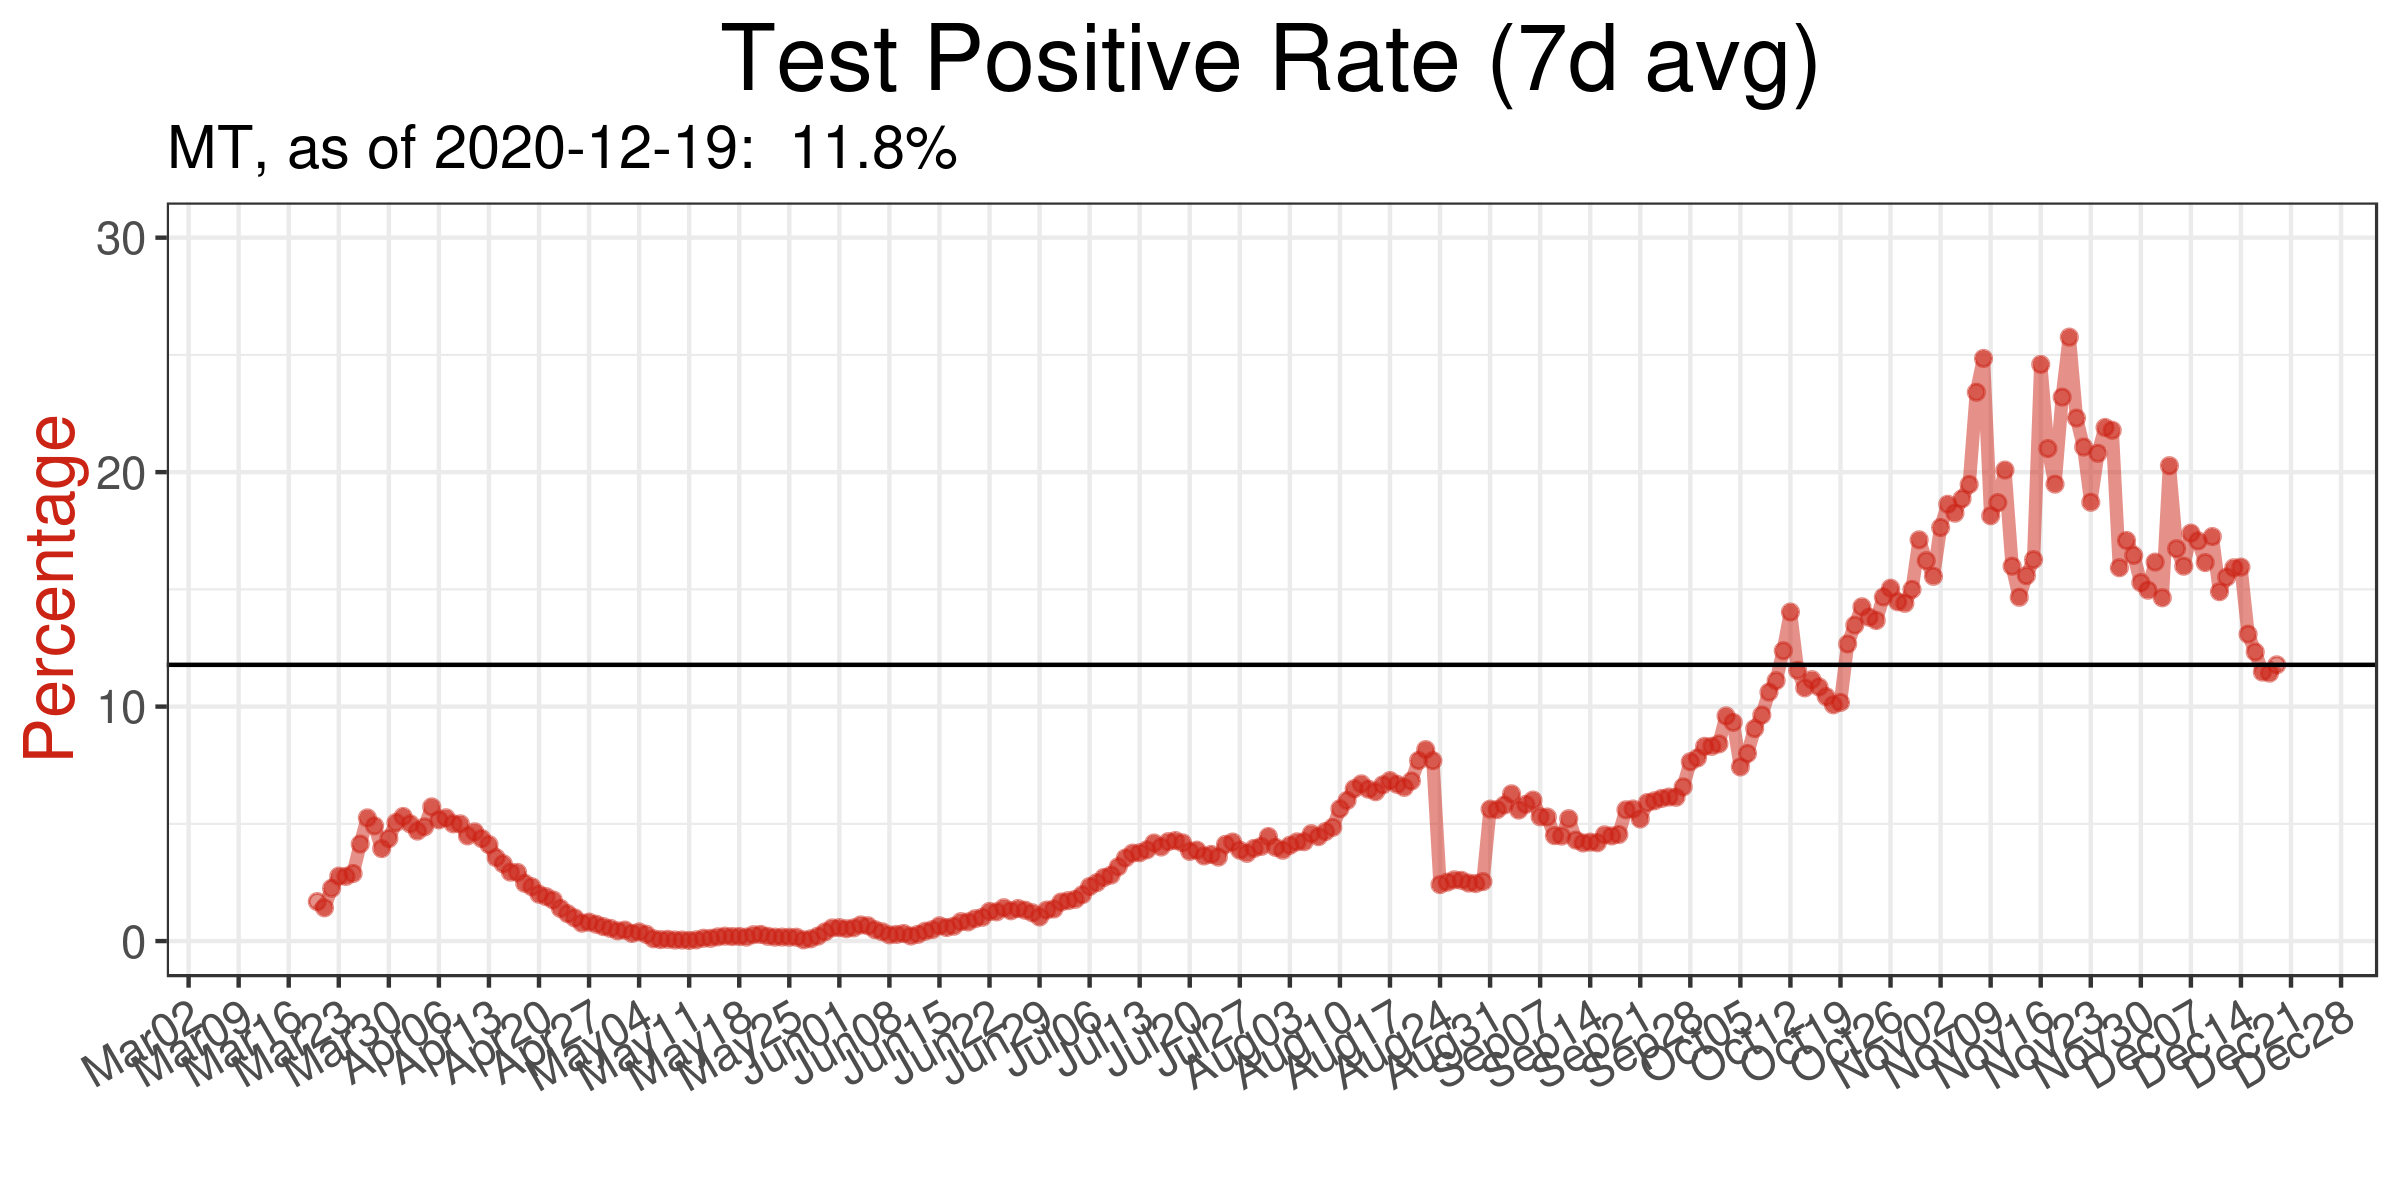 Test Positive Rate (7d avg)
MT, as of 2020-12-19:  11.8%
Percentage
30
20
10
0
Mar02
Mar09
Mar16
Mar23
Mar30
Apr06
Apr13
Apr20
Apr27
May04
May11
May18
May25
Jun01
Jun08
Jun15
Jun22
Jun29
Jul06
Jul13
Jul20
Jul27
Aug03
Aug10
Aug17
Aug24
Aug31
Sep07
Sep14
Sep21
Sep28
Oct05
Oct12
Oct19
Oct26
Nov02
Nov09
Nov16
Nov23
Nov30
Dec07
Dec14
Dec21
Dec28